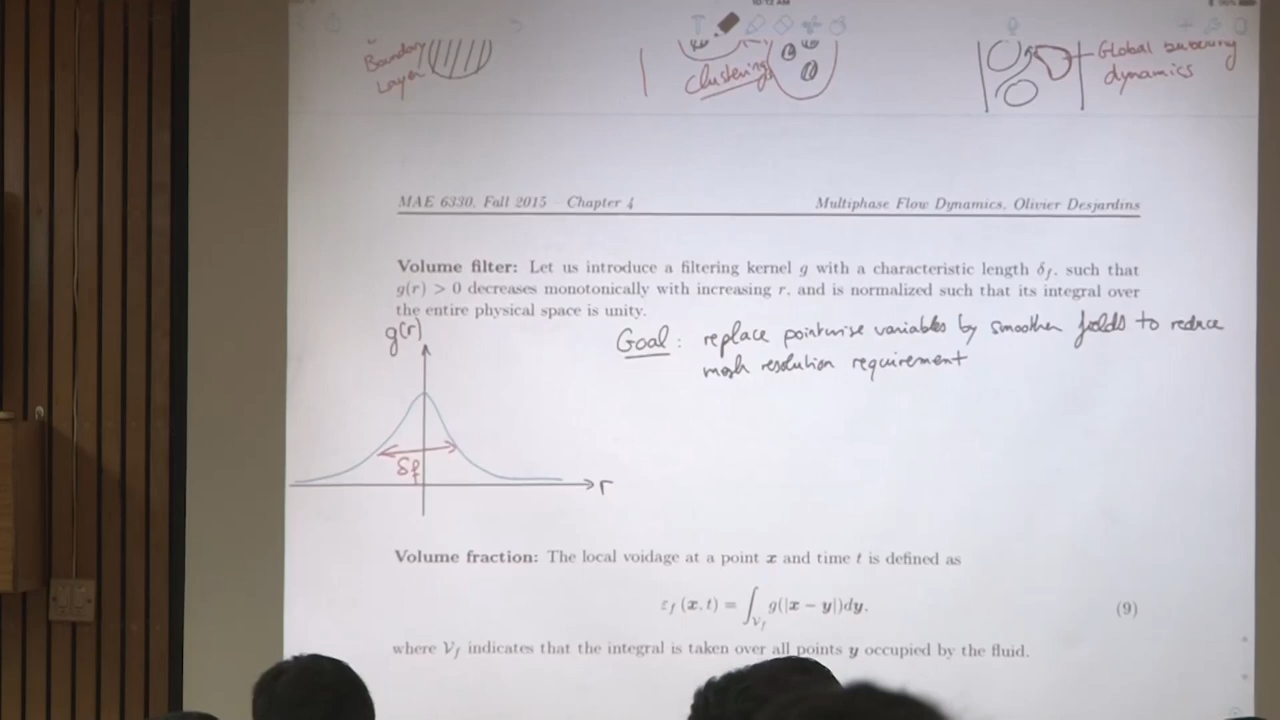 10:12 AM
Boundary
Layer
clustering
Global
dynamics
MAE 6330, Fall 2015 Chapter 4
Multiphase Flow Dynamics, Olivier Desjardins
Volume filter: Let us introduce a filtering kernel g with a characteristic length δf, such that
g(r) > 0 decreases monotonically with increasing r, and is normalized such that its integral over
the entire physical space is unity.
g(r)
Goal : replace pointwise variables by smoother fields to reduce
mesh resolution requirement
δf
r
Volume fraction: The local voidage at a point x and time t is defined as
εf (x, t) = ∫Vf g(|x − y|)dy, (9)
where Vf indicates that the integral is taken over all points y occupied by the fluid.